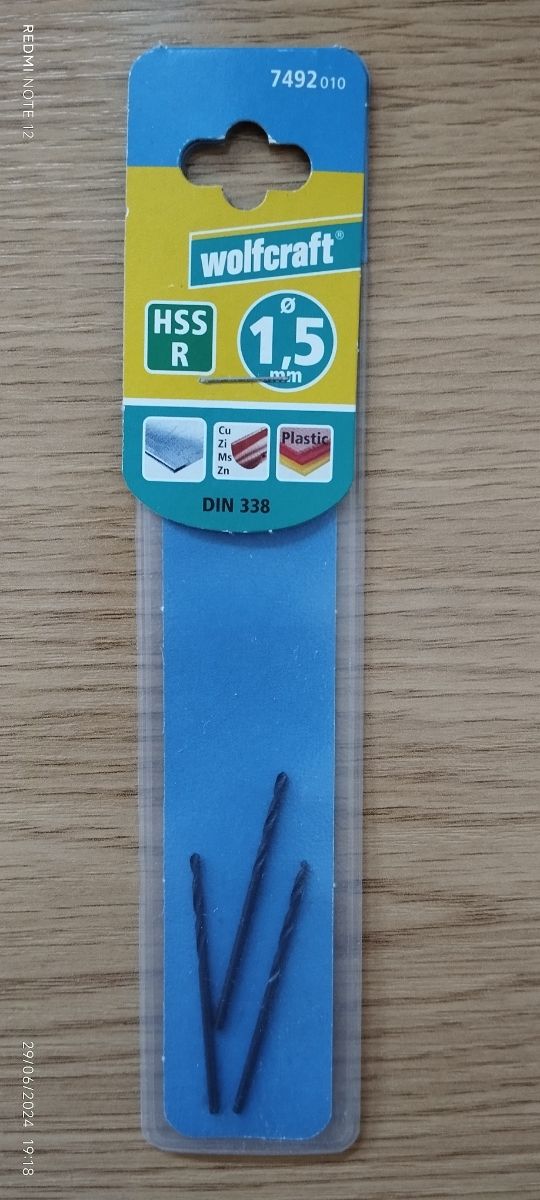 7492 010
wolfcraft®
HSS
R
Ø
1,5
mm
Cu
Zi
Ms
Zn
Plastic
DIN 338
REDMI NOTE 12
29/06/2024 19:18